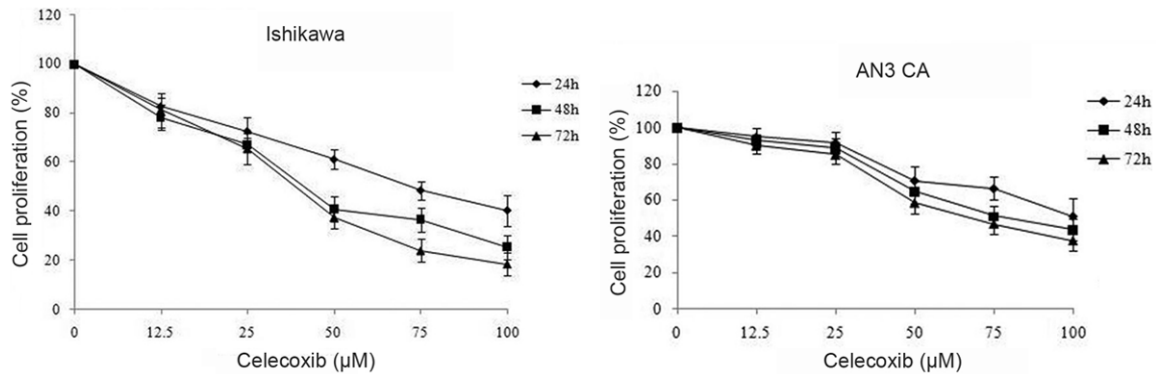 Ishikawa
Cell proliferation (%)
120
100
80
60
40
20
0
0 12.5 25 50 75 100
Celecoxib (µM)
24h
48h
72h
AN3 CA
Cell proliferation (%)
120
100
80
60
40
20
0
0 12.5 25 50 75 100
Celecoxib (µM)
24h
48h
72h